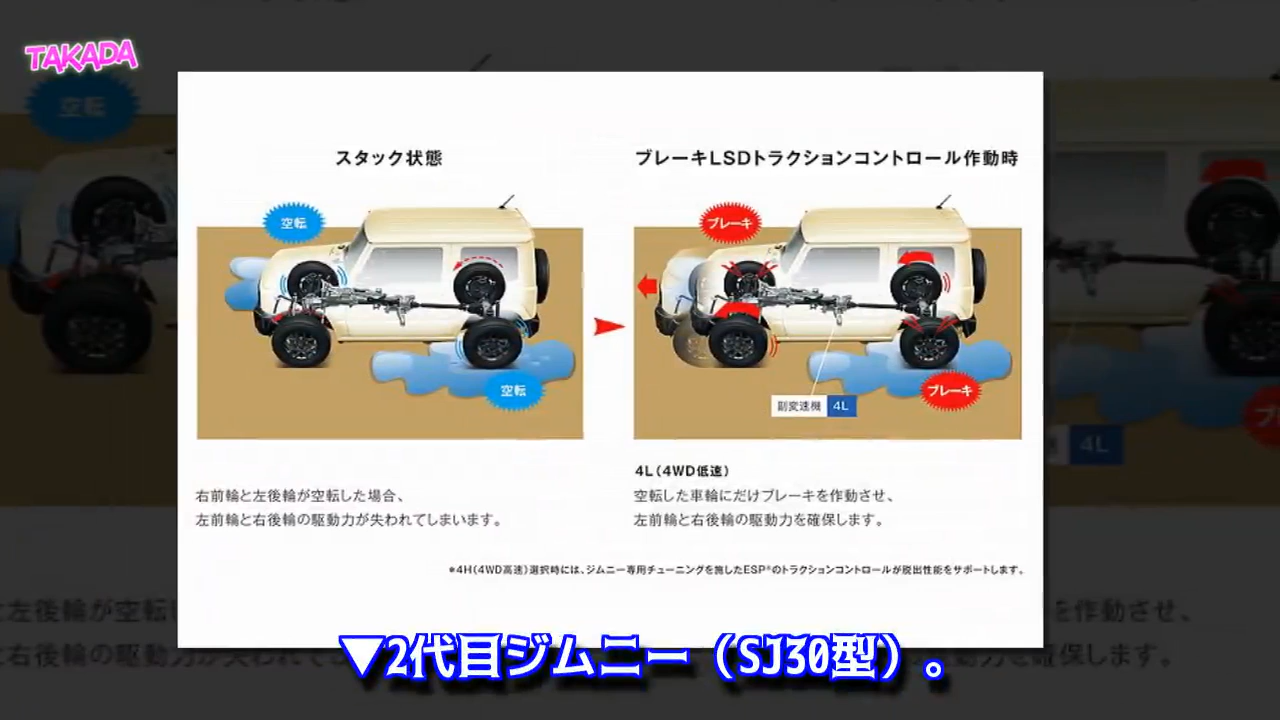 TAKADA
スタック状態
ブレーキLSDトラクションコントロール作動時
空転
空転
空転
ブレーキ
ブレーキ
副変速機 4L
4L
4L(4WD低速)
右前輪と左後輪が空転した場合、
左前輪と右後輪の駆動力が失われてしまいます。
空転した車輪にだけブレーキを作動させ、
左前輪と右後輪の駆動力を確保します。
*4H(4WD高速)選択時には、ジムニー専用チューニングを施したESP®のトラクションコントロールが脱出性能をサポートします。
▼2代目ジムニー(SJ30型)。